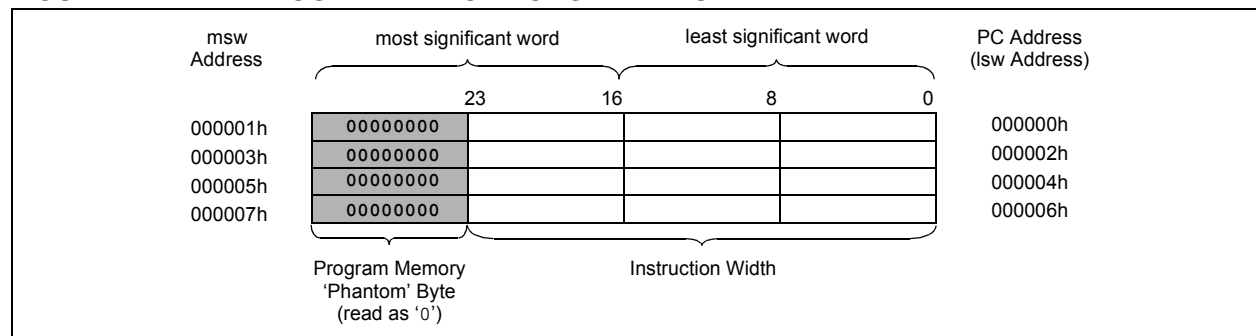 msw most significant word least significant word PC Address
Address (lsw Address)
23 16 8 0
000001h 00000000 000000h
000003h 00000000 000002h
000005h 00000000 000004h
000007h 00000000 000006h
Program Memory Instruction Width
‘Phantom’ Byte
(read as ‘0’)